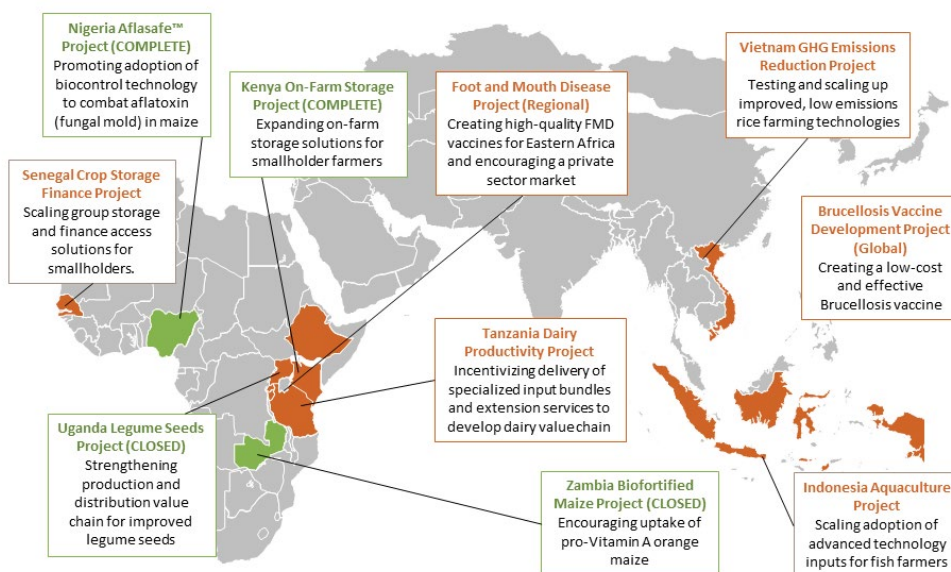 Nigeria Aflasafe™
Project (COMPLETE)
Promoting adoption of
biocontrol technology
to combat aflatoxin
(fungal mold) in maize
Kenya On-Farm Storage
Project (COMPLETE)
Expanding on-farm
storage solutions for
smallholder farmers
Foot and Mouth Disease
Project (Regional)
Creating high-quality FMD
vaccines for Eastern Africa
and encouraging a private
sector market
Vietnam GHG Emissions
Reduction Project
Testing and scaling up
improved, low emissions
rice farming technologies
Senegal Crop Storage
Finance Project
Scaling group storage
and finance access
solutions for
smallholders.
Brucellosis Vaccine
Development Project
(Global)
Creating a low-cost
and effective
Brucellosis vaccine
Tanzania Dairy
Productivity Project
Incentivizing delivery of
specialized input bundles
and extension services to
develop dairy value chain
Uganda Legume Seeds
Project (CLOSED)
Strengthening
production and
distribution value
chain for improved
legume seeds
Zambia Biofortified
Maize Project (CLOSED)
Encouraging uptake of
pro-Vitamin A orange
maize
Indonesia Aquaculture
Project
Scaling adoption of
advanced technology
inputs for fish farmers